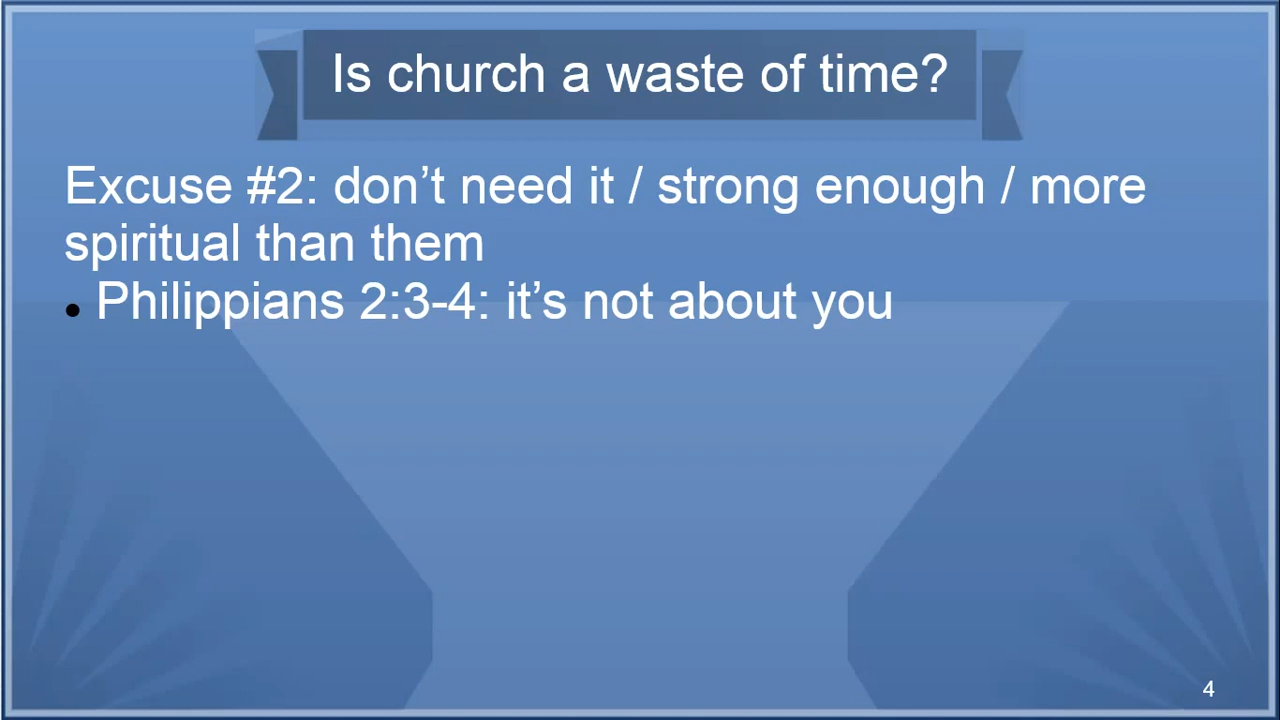 Is church a waste of time?
Excuse #2: don’t need it / strong enough / more
spiritual than them
• Philippians 2:3-4: it’s not about you
4